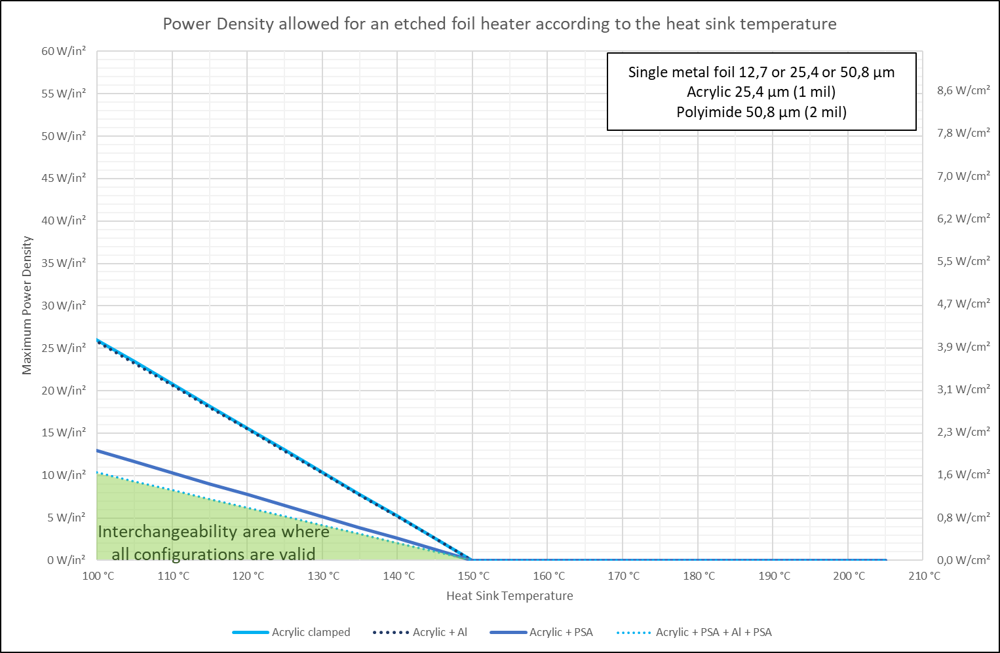 Power Density allowed for an etched foil heater according to the heat sink temperature
Single metal foil 12,7 or 25,4 or 50,8 µm
Acrylic 25,4 µm (1 mil)
Polyimide 50,8 µm (2 mil)
Maximum Power Density
60 W/in²
55 W/in²
50 W/in²
45 W/in²
40 W/in²
35 W/in²
30 W/in²
25 W/in²
20 W/in²
15 W/in²
10 W/in²
5 W/in²
0 W/in²
8,6 W/cm²
7,8 W/cm²
7,0 W/cm²
6,2 W/cm²
5,5 W/cm²
4,7 W/cm²
3,9 W/cm²
3,1 W/cm²
2,3 W/cm²
1,6 W/cm²
0,8 W/cm²
0,0 W/cm²
Interchangeability area where
all configurations are valid
100 °C 110 °C 120 °C 130 °C 140 °C 150 °C 160 °C 170 °C 180 °C 190 °C 200 °C 210 °C
Heat Sink Temperature
Acrylic clamped Acrylic + Al Acrylic + PSA Acrylic + PSA + Al + PSA